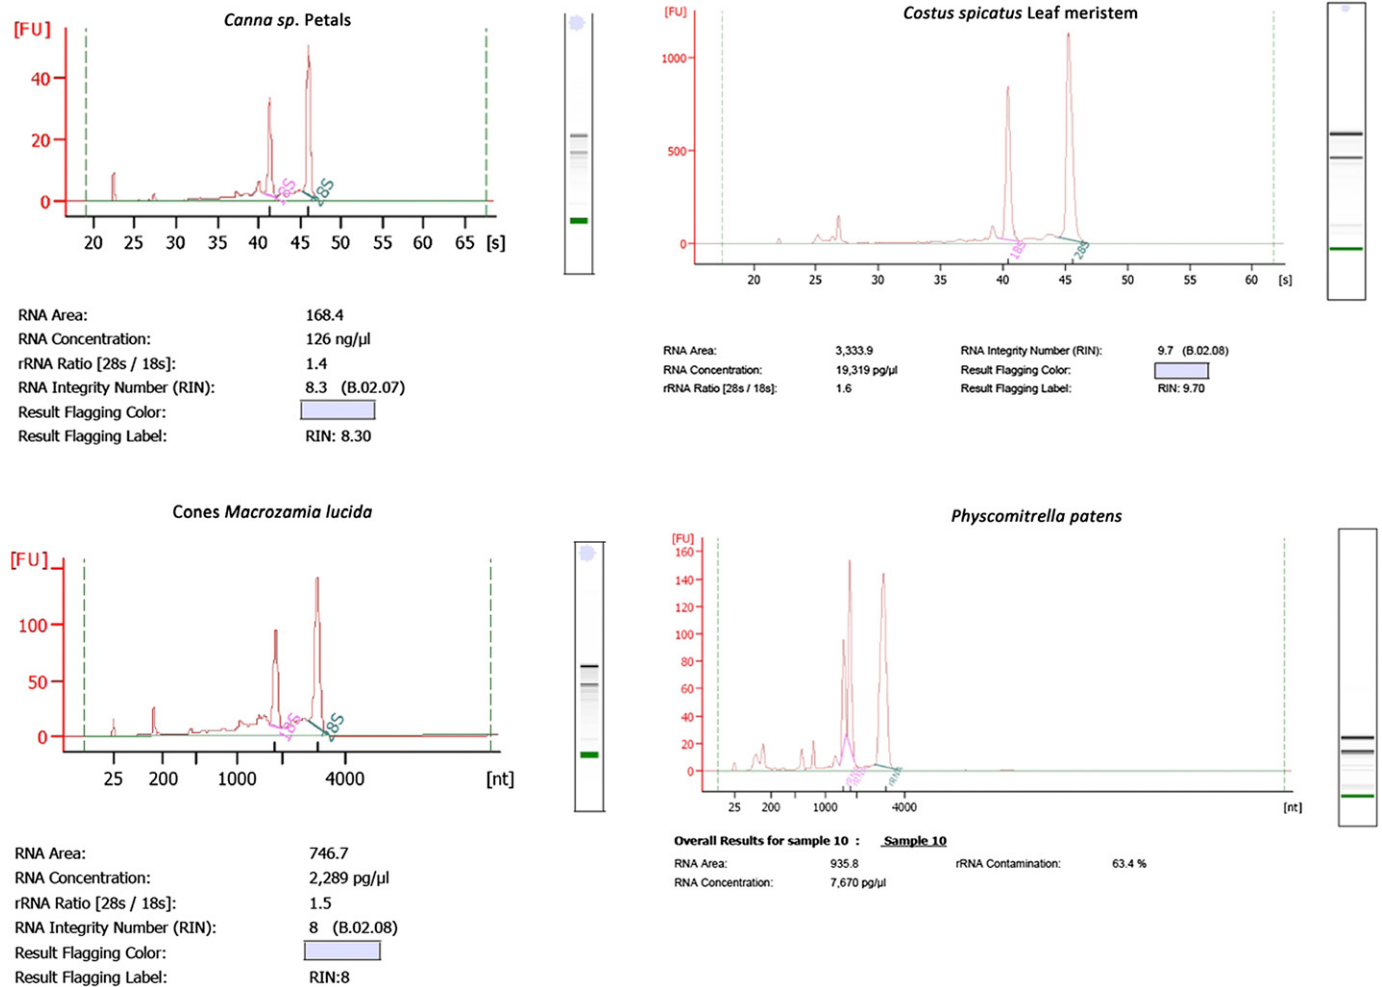 Canna sp. Petals
[FU]
40
20
0
18S
28S
20 25 30 35 40 45 50 55 60 65 [s]
RNA Area: 168.4
RNA Concentration: 126 ng/µl
rRNA Ratio [28s / 18s]: 1.4
RNA Integrity Number (RIN): 8.3 (B.02.07)
Result Flagging Color:
Result Flagging Label: RIN: 8.30
Costus spicatus Leaf meristem
[FU]
1000
500
0
18S
28S
20 25 30 35 40 45 50 55 60 [s]
RNA Area: 3,333.9
RNA Concentration: 19,319 pg/µl
rRNA Ratio [28s / 18s]: 1.6
RNA Integrity Number (RIN): 9.7 (B.02.08)
Result Flagging Color:
Result Flagging Label: RIN: 9.70
Cones Macrozamia lucida
[FU]
100
50
0
18S
28S
25 200 1000 4000 [nt]
RNA Area: 746.7
RNA Concentration: 2,289 pg/µl
rRNA Ratio [28s / 18s]: 1.5
RNA Integrity Number (RIN): 8 (B.02.08)
Result Flagging Color:
Result Flagging Label: RIN:8
Physcomitrella patens
[FU]
160
140
120
100
80
60
40
20
0
25 200 1000 4000 [nt]
Overall Results for sample 10 : Sample 10
RNA Area: 935.8
RNA Concentration: 7,670 pg/µl
rRNA Contamination: 63.4 %